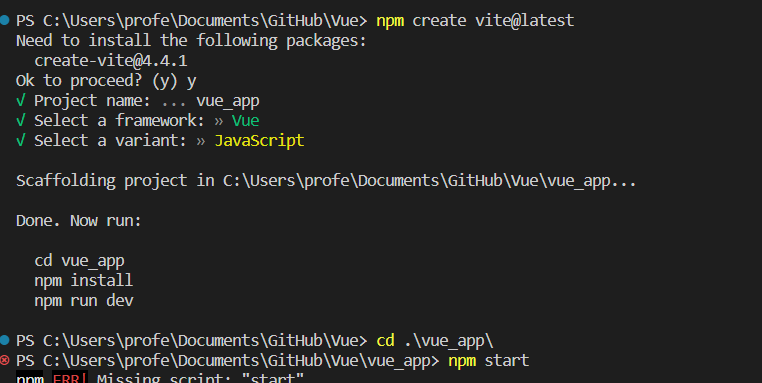 PS C:\Users\profe\Documents\GitHub\Vue> npm create vite@latest
Need to install the following packages:
  create-vite@4.4.1
Ok to proceed? (y) y
√ Project name: ... vue_app
√ Select a framework: » Vue
√ Select a variant: » JavaScript
Scaffolding project in C:\Users\profe\Documents\GitHub\Vue\vue_app...
Done. Now run:
  cd vue_app
  npm install
  npm run dev
PS C:\Users\profe\Documents\GitHub\Vue> cd .\vue_app\
PS C:\Users\profe\Documents\GitHub\Vue\vue_app> npm start
npm ERR! Missing script: "start"